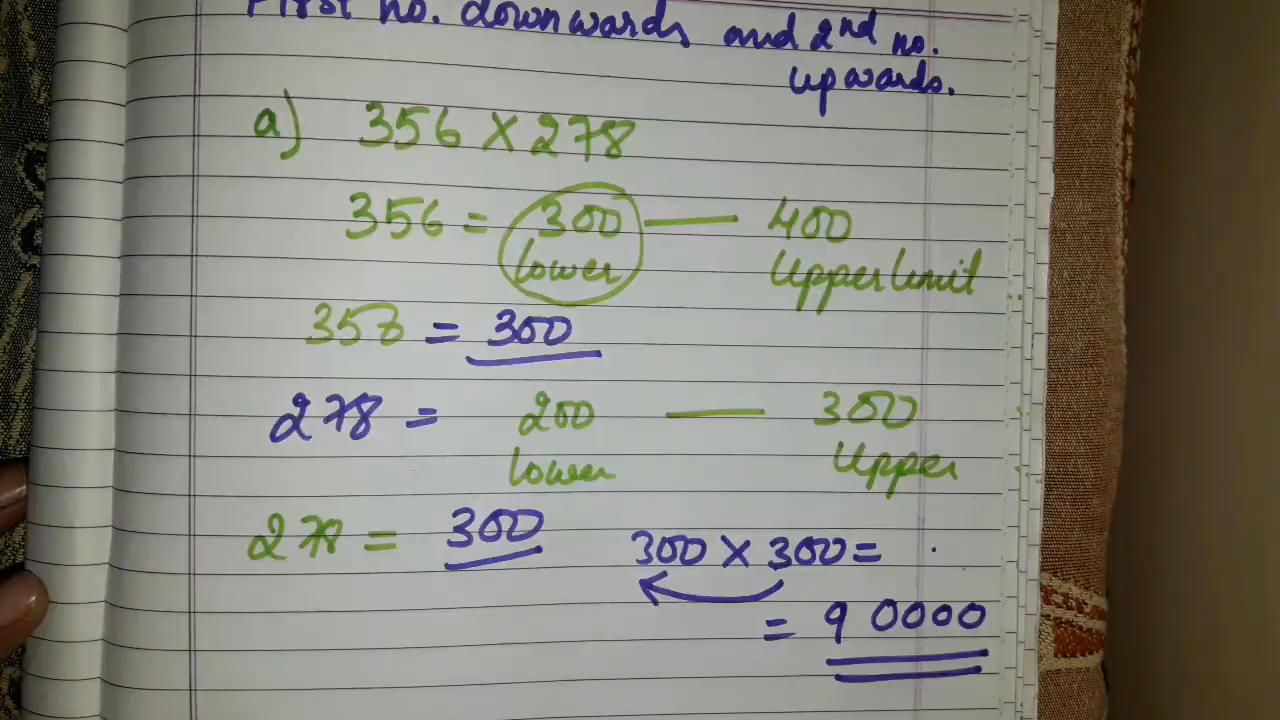 First no. downwards and 2nd no.
upwards.
a) 356 × 278
356 = 300 — 400
lower Upper limit
356 = 300
278 = 200 — 300
lower Upper
278 = 300 300 × 300 =
= 90000